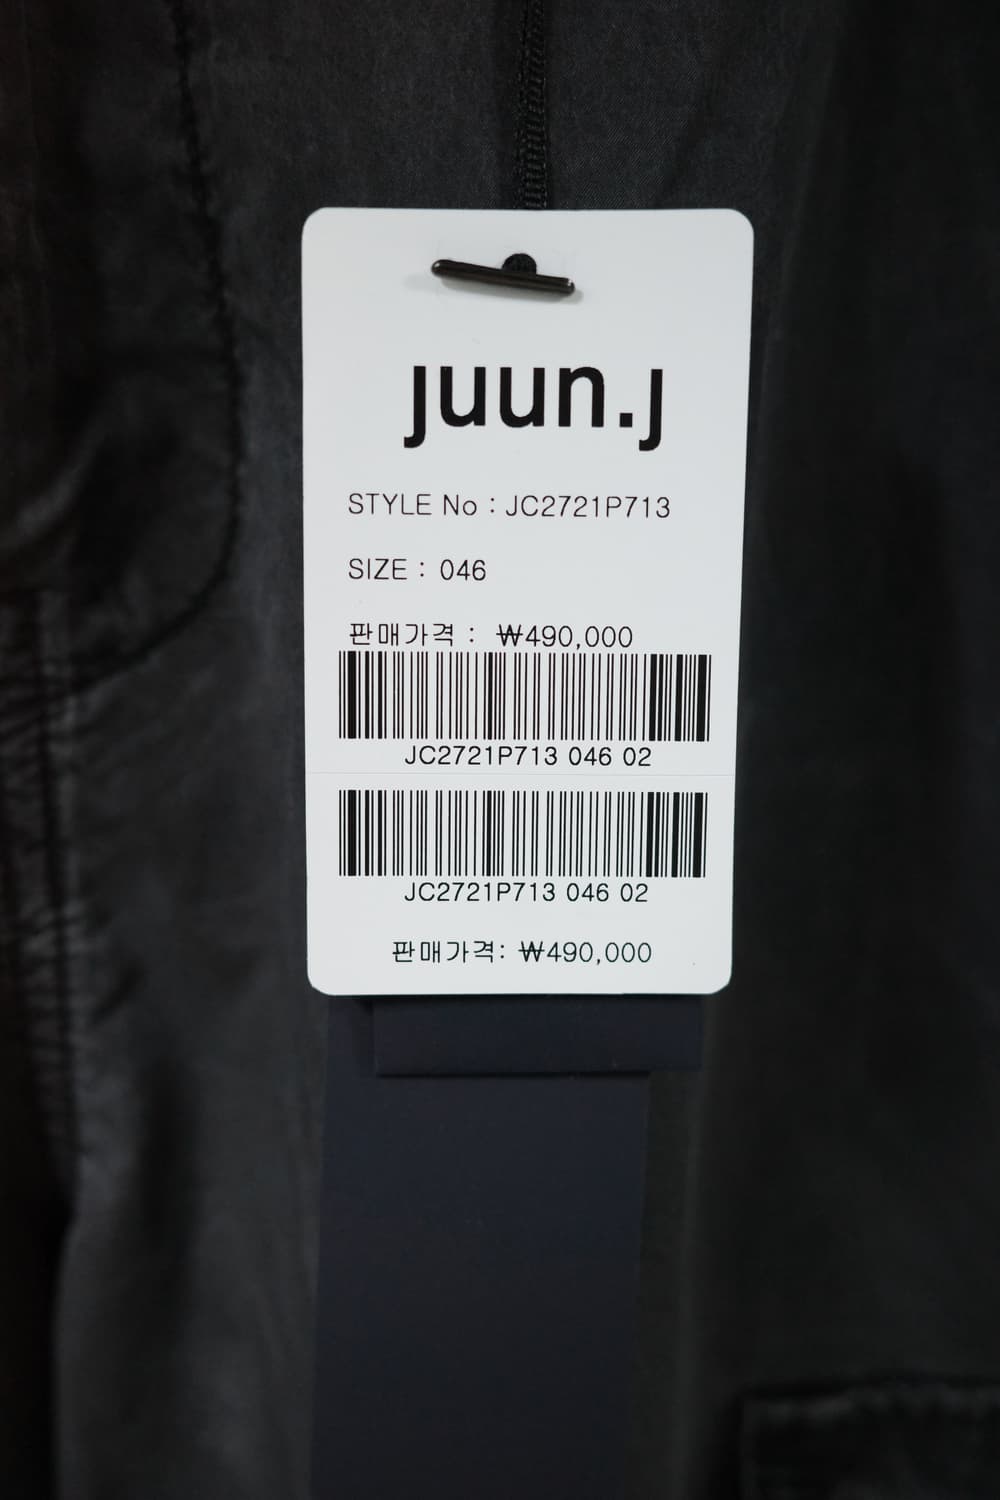 juun.j
STYLE No : JC2721P713
SIZE : 046
판매가격 : ₩490,000
JC2721P713 046 02
JC2721P713 046 02
판매가격: ₩490,000